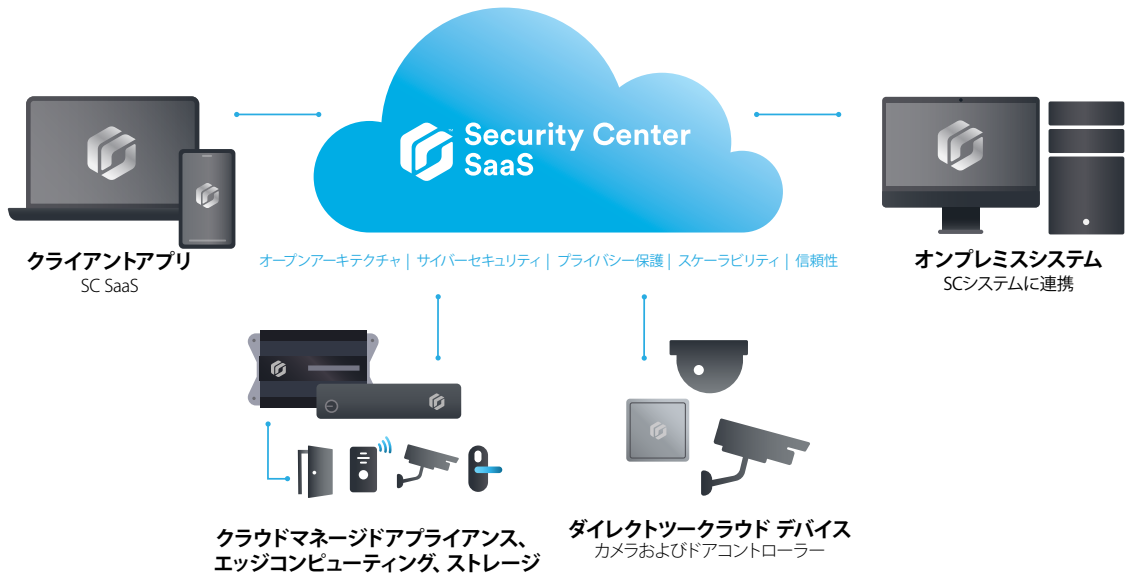 Security Center™
SaaS
クライアントアプリ
SC SaaS
オープンアーキテクチャ | サイバーセキュリティ | プライバシー保護 | スケーラビリティ | 信頼性
オンプレミスシステム
SCシステムに連携
クラウドマネージドアプライアンス、
エッジコンピューティング、ストレージ
ダイレクトツークラウド デバイス
カメラおよびドアコントローラー